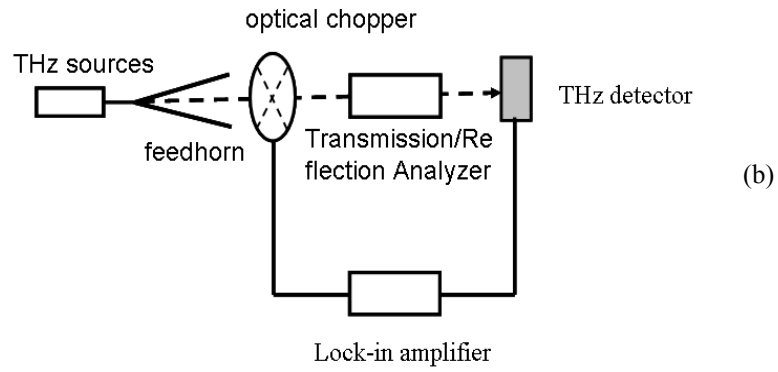 optical chopper
THz sources
THz detector
feedhorn
Transmission/Re
flection Analyzer
(b)
Lock-in amplifier